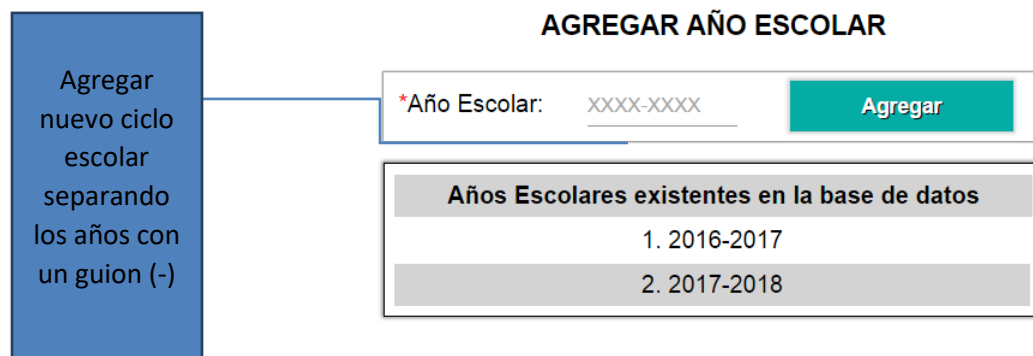 AGREGAR AÑO ESCOLAR
Agregar
nuevo ciclo
escolar
separando
los años con
un guion (-)
*Año Escolar: XXXX-XXXX Agregar
Años Escolares existentes en la base de datos
1. 2016-2017
2. 2017-2018